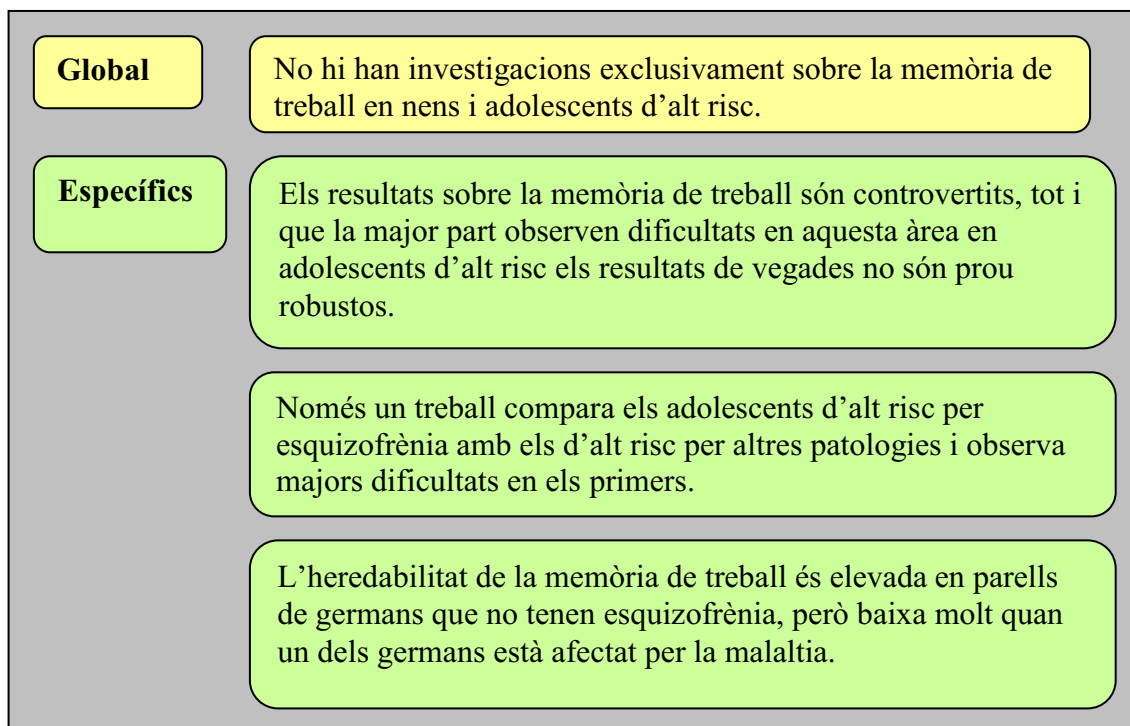 Global
No hi han investigacions exclusivament sobre la memòria de
treball en nens i adolescents d’alt risc.
Específics
Els resultats sobre la memòria de treball són controvertits, tot i
que la major part observen dificultats en aquesta àrea en
adolescents d’alt risc els resultats de vegades no són prou
robustos.
Només un treball compara els adolescents d’alt risc per
esquizofrènia amb els d’alt risc per altres patologies i observa
majors dificultats en els primers.
L’heredabilitat de la memòria de treball és elevada en parells
de germans que no tenen esquizofrènia, però baixa molt quan
un dels germans està afectat per la malaltia.